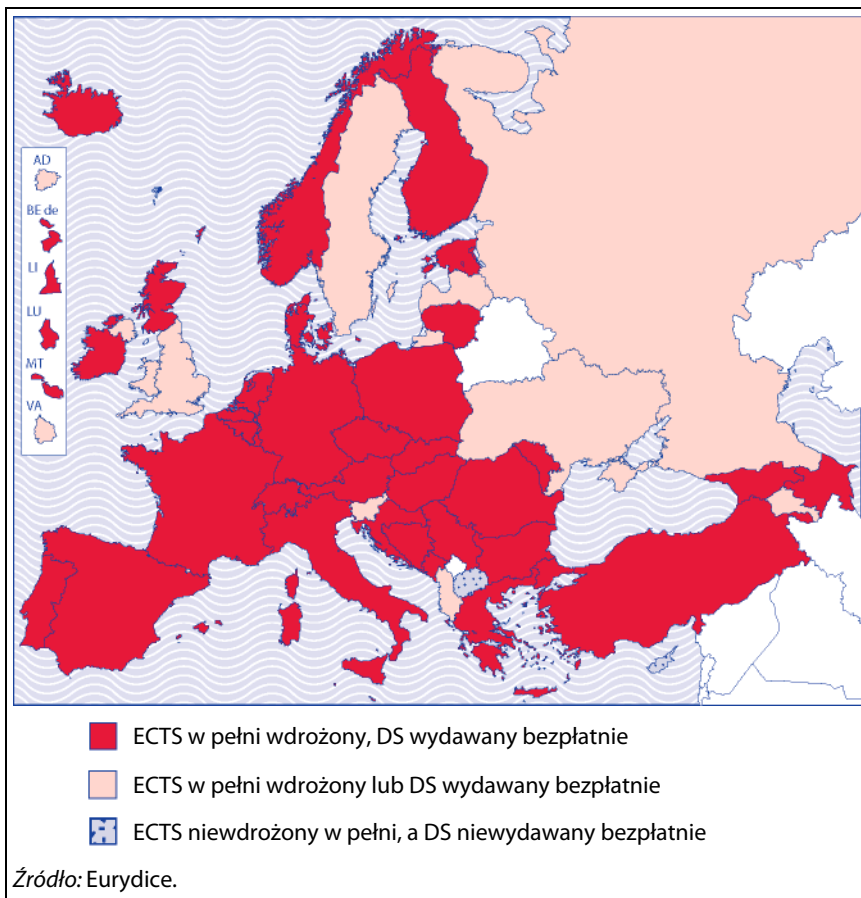 AD
BE de
LI
LU
MT
VA
ECTS w pełni wdrożony, DS wydawany bezpłatnie
ECTS w pełni wdrożony lub DS wydawany bezpłatnie
ECTS niewdrożony w pełni, a DS niewydawany bezpłatnie
Źródło: Eurydice.